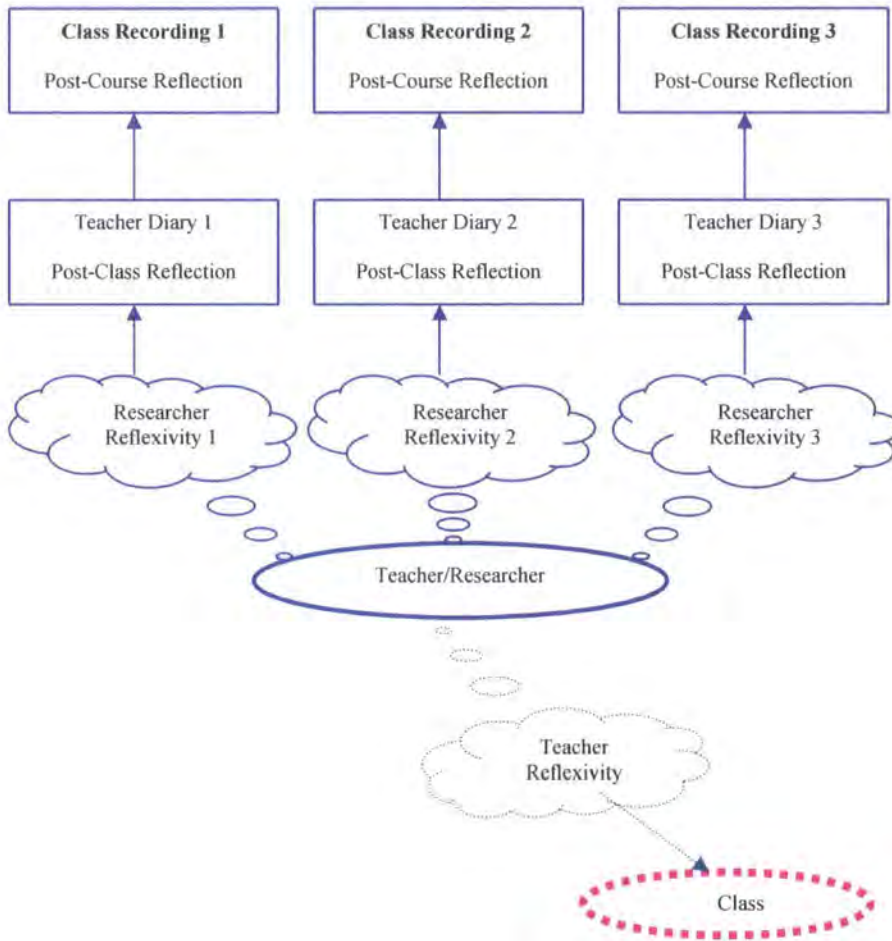 Class Recording 1
Post-Course Reflection
Class Recording 2
Post-Course Reflection
Class Recording 3
Post-Course Reflection
Teacher Diary 1
Post-Class Reflection
Teacher Diary 2
Post-Class Reflection
Teacher Diary 3
Post-Class Reflection
Researcher
Reflexivity 1
Researcher
Reflexivity 2
Researcher
Reflexivity 3
Teacher/Researcher
Teacher
Reflexivity
Class